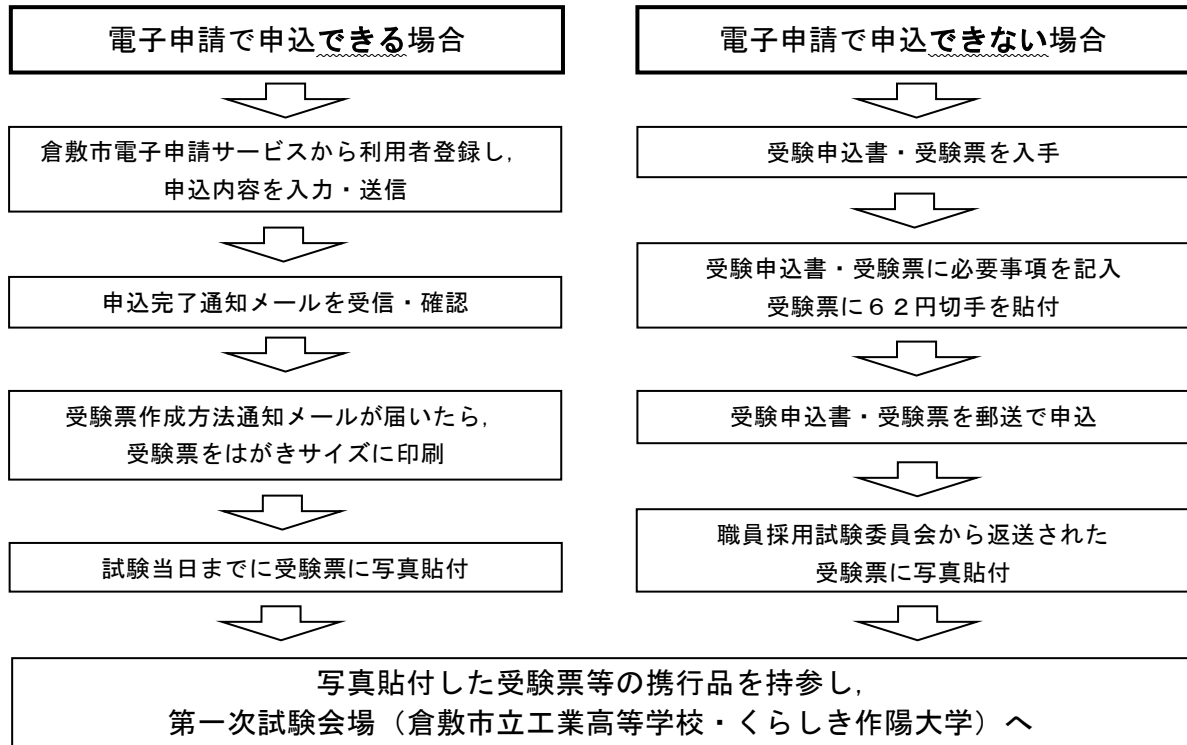 電子申請で申込できる場合
倉敷市電子申請サービスから利用者登録し,
申込内容を入力・送信
申込完了通知メールを受信・確認
受験票作成方法通知メールが届いたら,
受験票をはがきサイズに印刷
試験当日までに受験票に写真貼付
電子申請で申込できない場合
受験申込書・受験票を入手
受験申込書・受験票に必要事項を記入
受験票に62円切手を貼付
受験申込書・受験票を郵送で申込
職員採用試験委員会から返送された
受験票に写真貼付
写真貼付した受験票等の携行品を持参し,
第一次試験会場(倉敷市立工業高等学校・くらしき作陽大学)へ